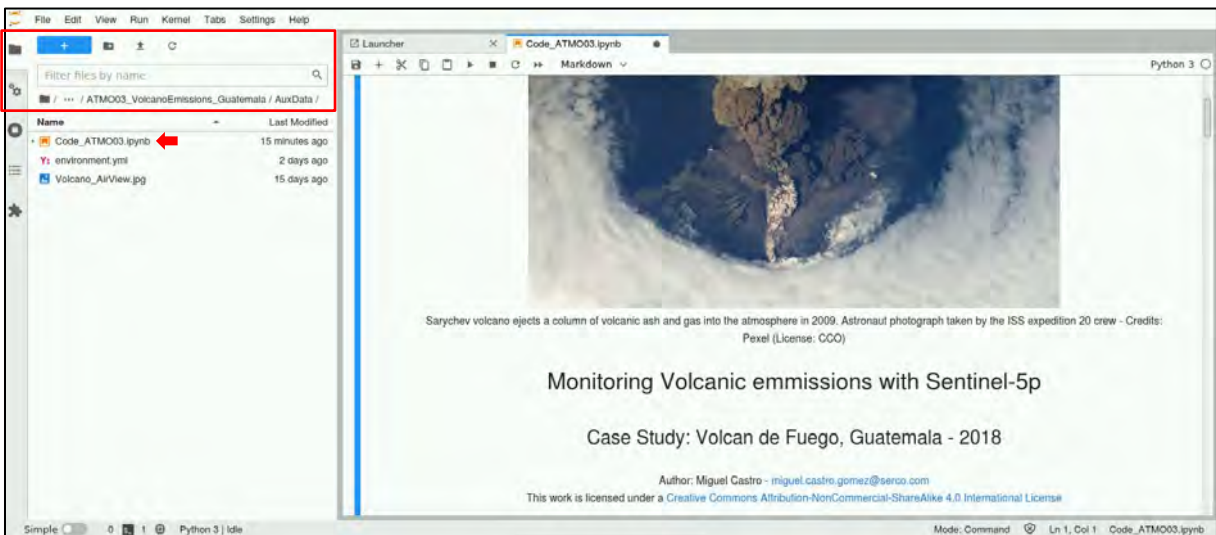 File Edit View Run Kernel Tabs Settings Help
Filter files by name
/ ··· / ATMO03_VolcanoEmissions_Guatemala / AuxData /
Name Last Modified
Code_ATMO03.ipynb 15 minutes ago
Y: environment.yml 2 days ago
Volcano_AirView.jpg 15 days ago
Launcher Code_ATMO03.ipynb
Markdown Python 3
Sarychev volcano ejects a column of volcanic ash and gas into the atmosphere in 2009. Astronaut photograph taken by the ISS expedition 20 crew - Credits:
Pexel (License: CCO)
Monitoring Volcanic emmissions with Sentinel-5p
Case Study: Volcan de Fuego, Guatemala - 2018
Author: Miguel Castro - miguel.castro.gomez@serco.com
This work is licensed under a Creative Commons Attribution-NonCommercial-ShareAlike 4.0 International License
Simple 0 1 Python 3 | Idle Mode: Command Ln 1, Col 1 Code_ATMO03.ipynb